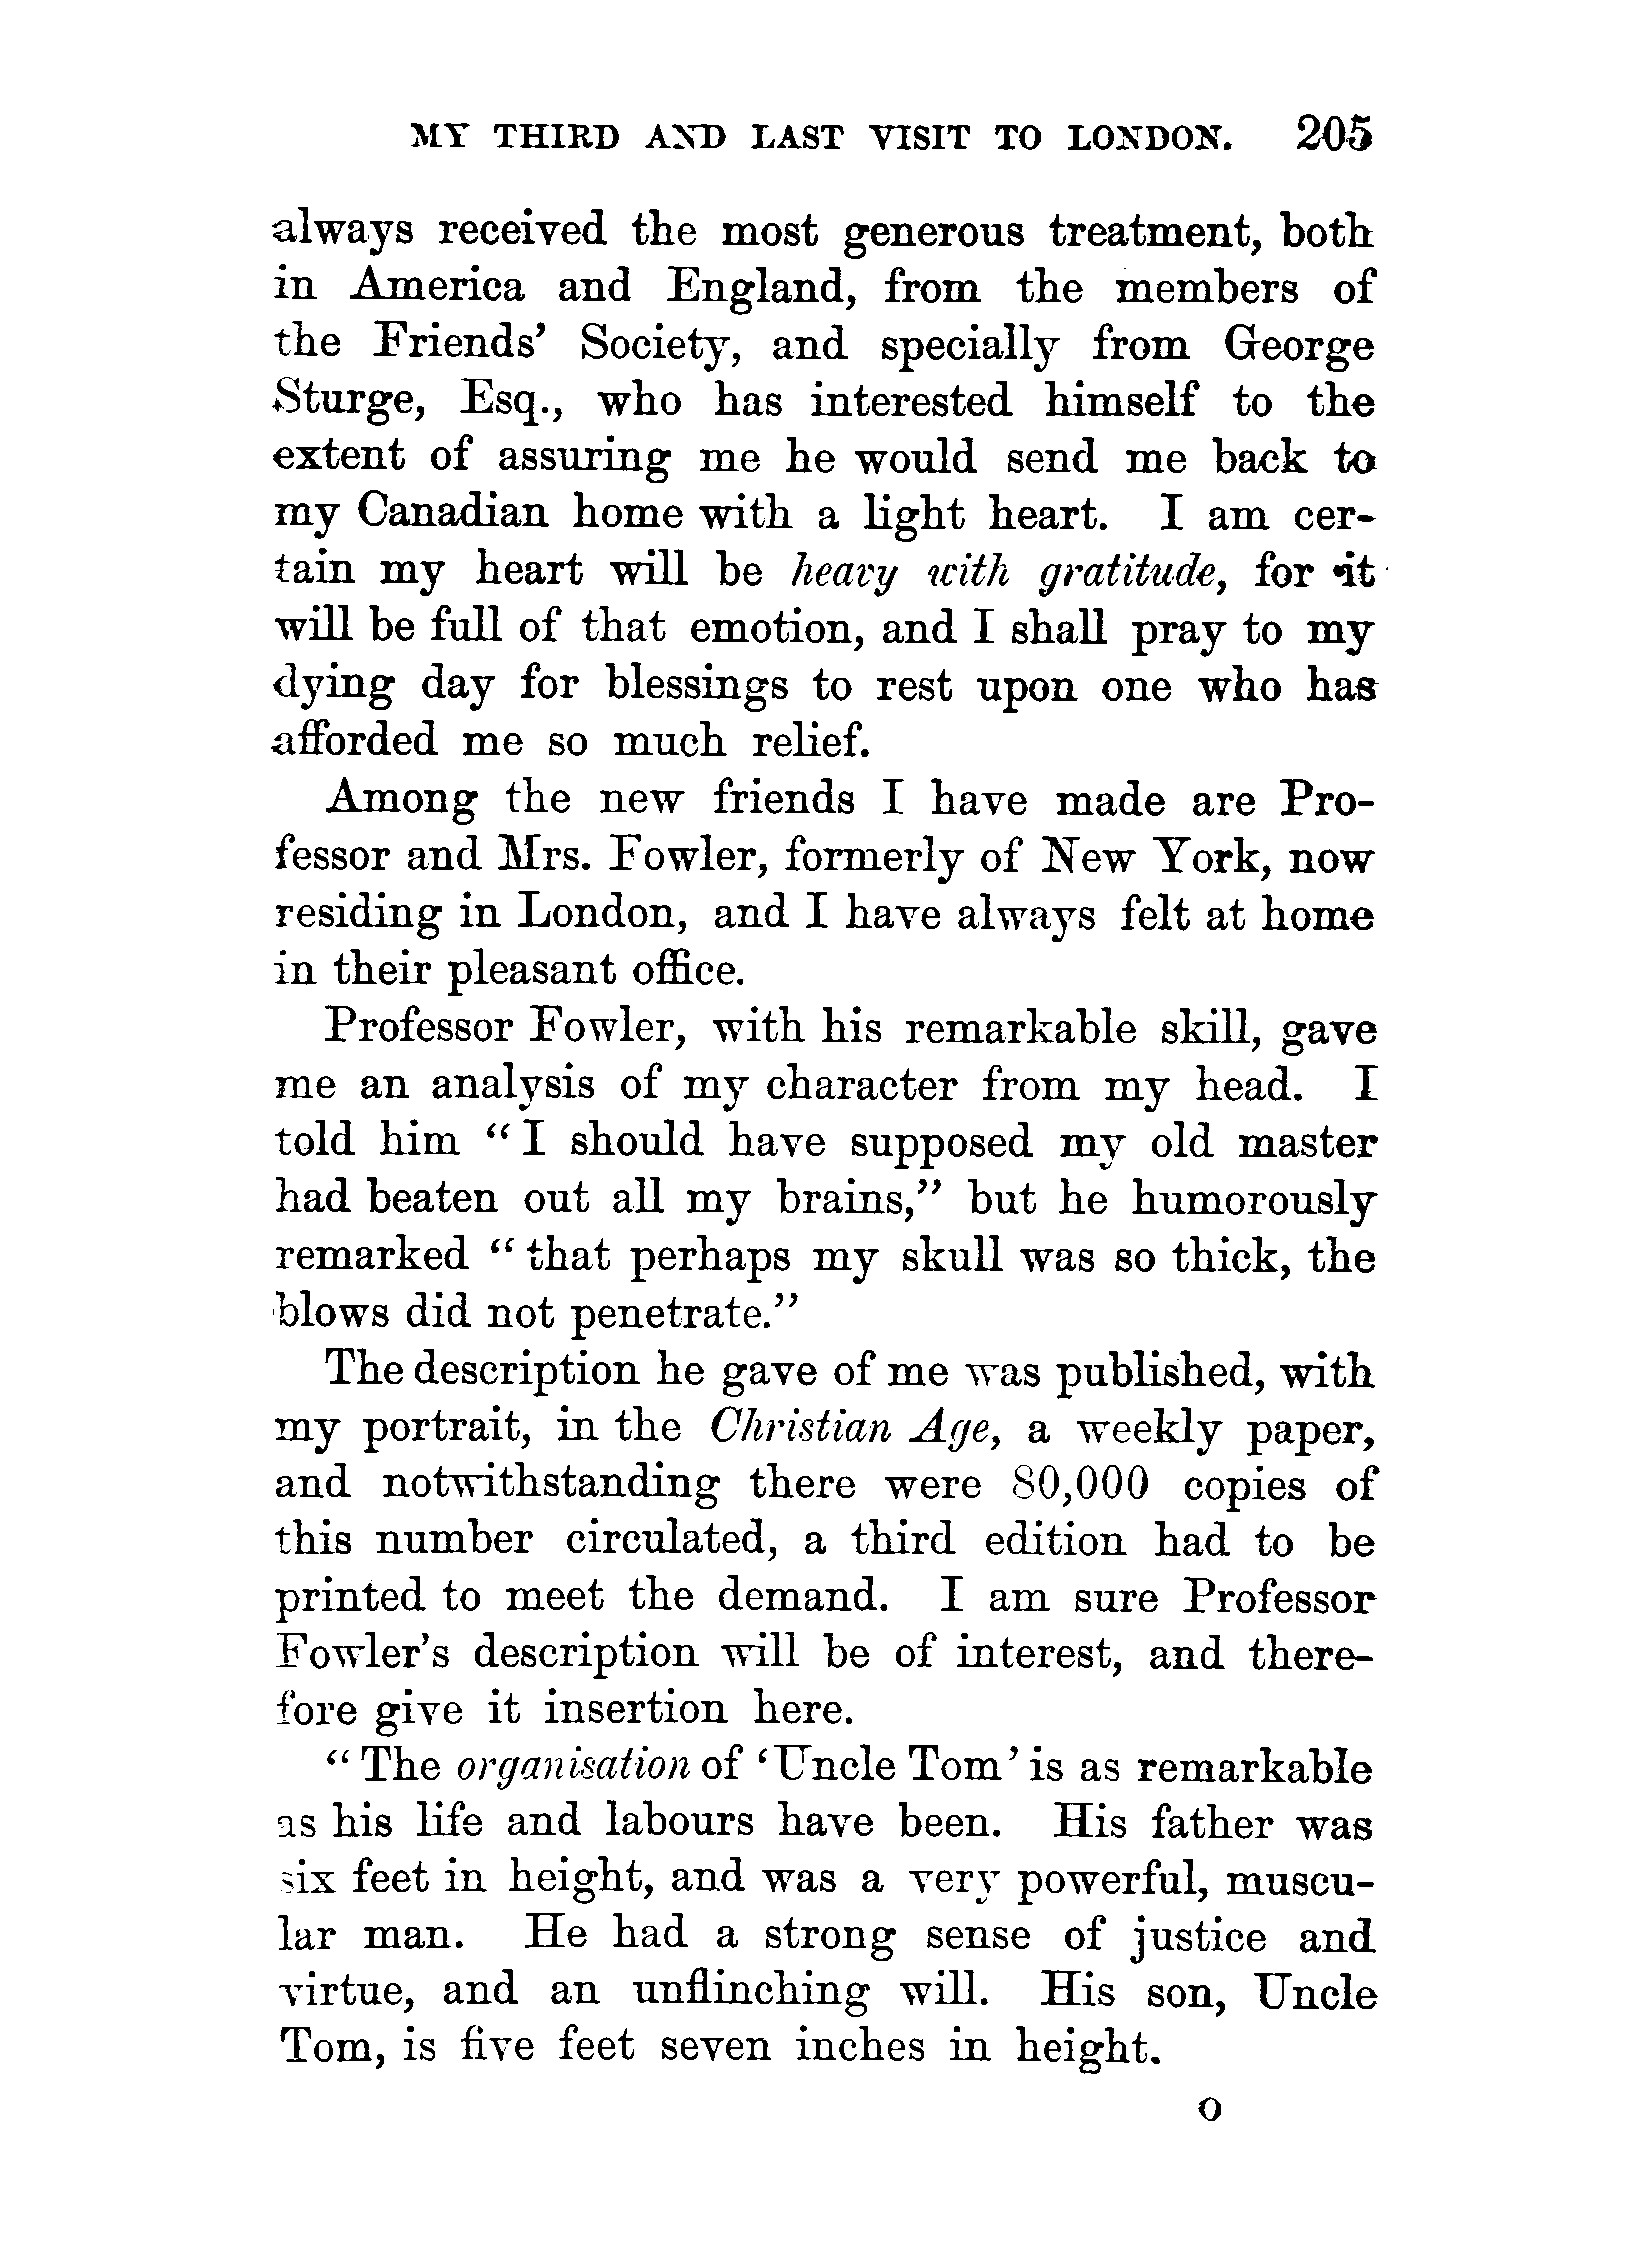 MY THIRD AND LAST VISIT TO LONDON. 205
always received the most generous treatment, both
in America and England, from the members of
the Friends' Society, and specially from George
Sturge, Esq., who has interested himself to the
extent of assuring me he would send me back to
my Canadian home with a light heart. I am cer-
tain my heart will be heavy with gratitude, for it
will be full of that emotion, and I shall pray to my
dying day for blessings to rest upon one who has
afforded me so much relief.
Among the new friends I have made are Pro-
fessor and Mrs. Fowler, formerly of New York, now
residing in London, and I have always felt at home
in their pleasant office.
Professor Fowler, with his remarkable skill, gave
me an analysis of my character from my head. I
told him "I should have supposed my old master
had beaten out all my brains," but he humorously
remarked "that perhaps my skull was so thick, the
blows did not penetrate."
The description he gave of me was published, with
my portrait, in the Christian Age, a weekly paper,
and notwithstanding there were 80,000 copies of
this number circulated, a third edition had to be
printed to meet the demand. I am sure Professor
Fowler's description will be of interest, and there-
fore give it insertion here.
"The organisation of 'Uncle Tom' is as remarkable
as his life and labours have been. His father was
six feet in height, and was a very powerful, muscu-
lar man. He had a strong sense of justice and
virtue, and an unflinching will. His son, Uncle
Tom, is five feet seven inches in height.
O